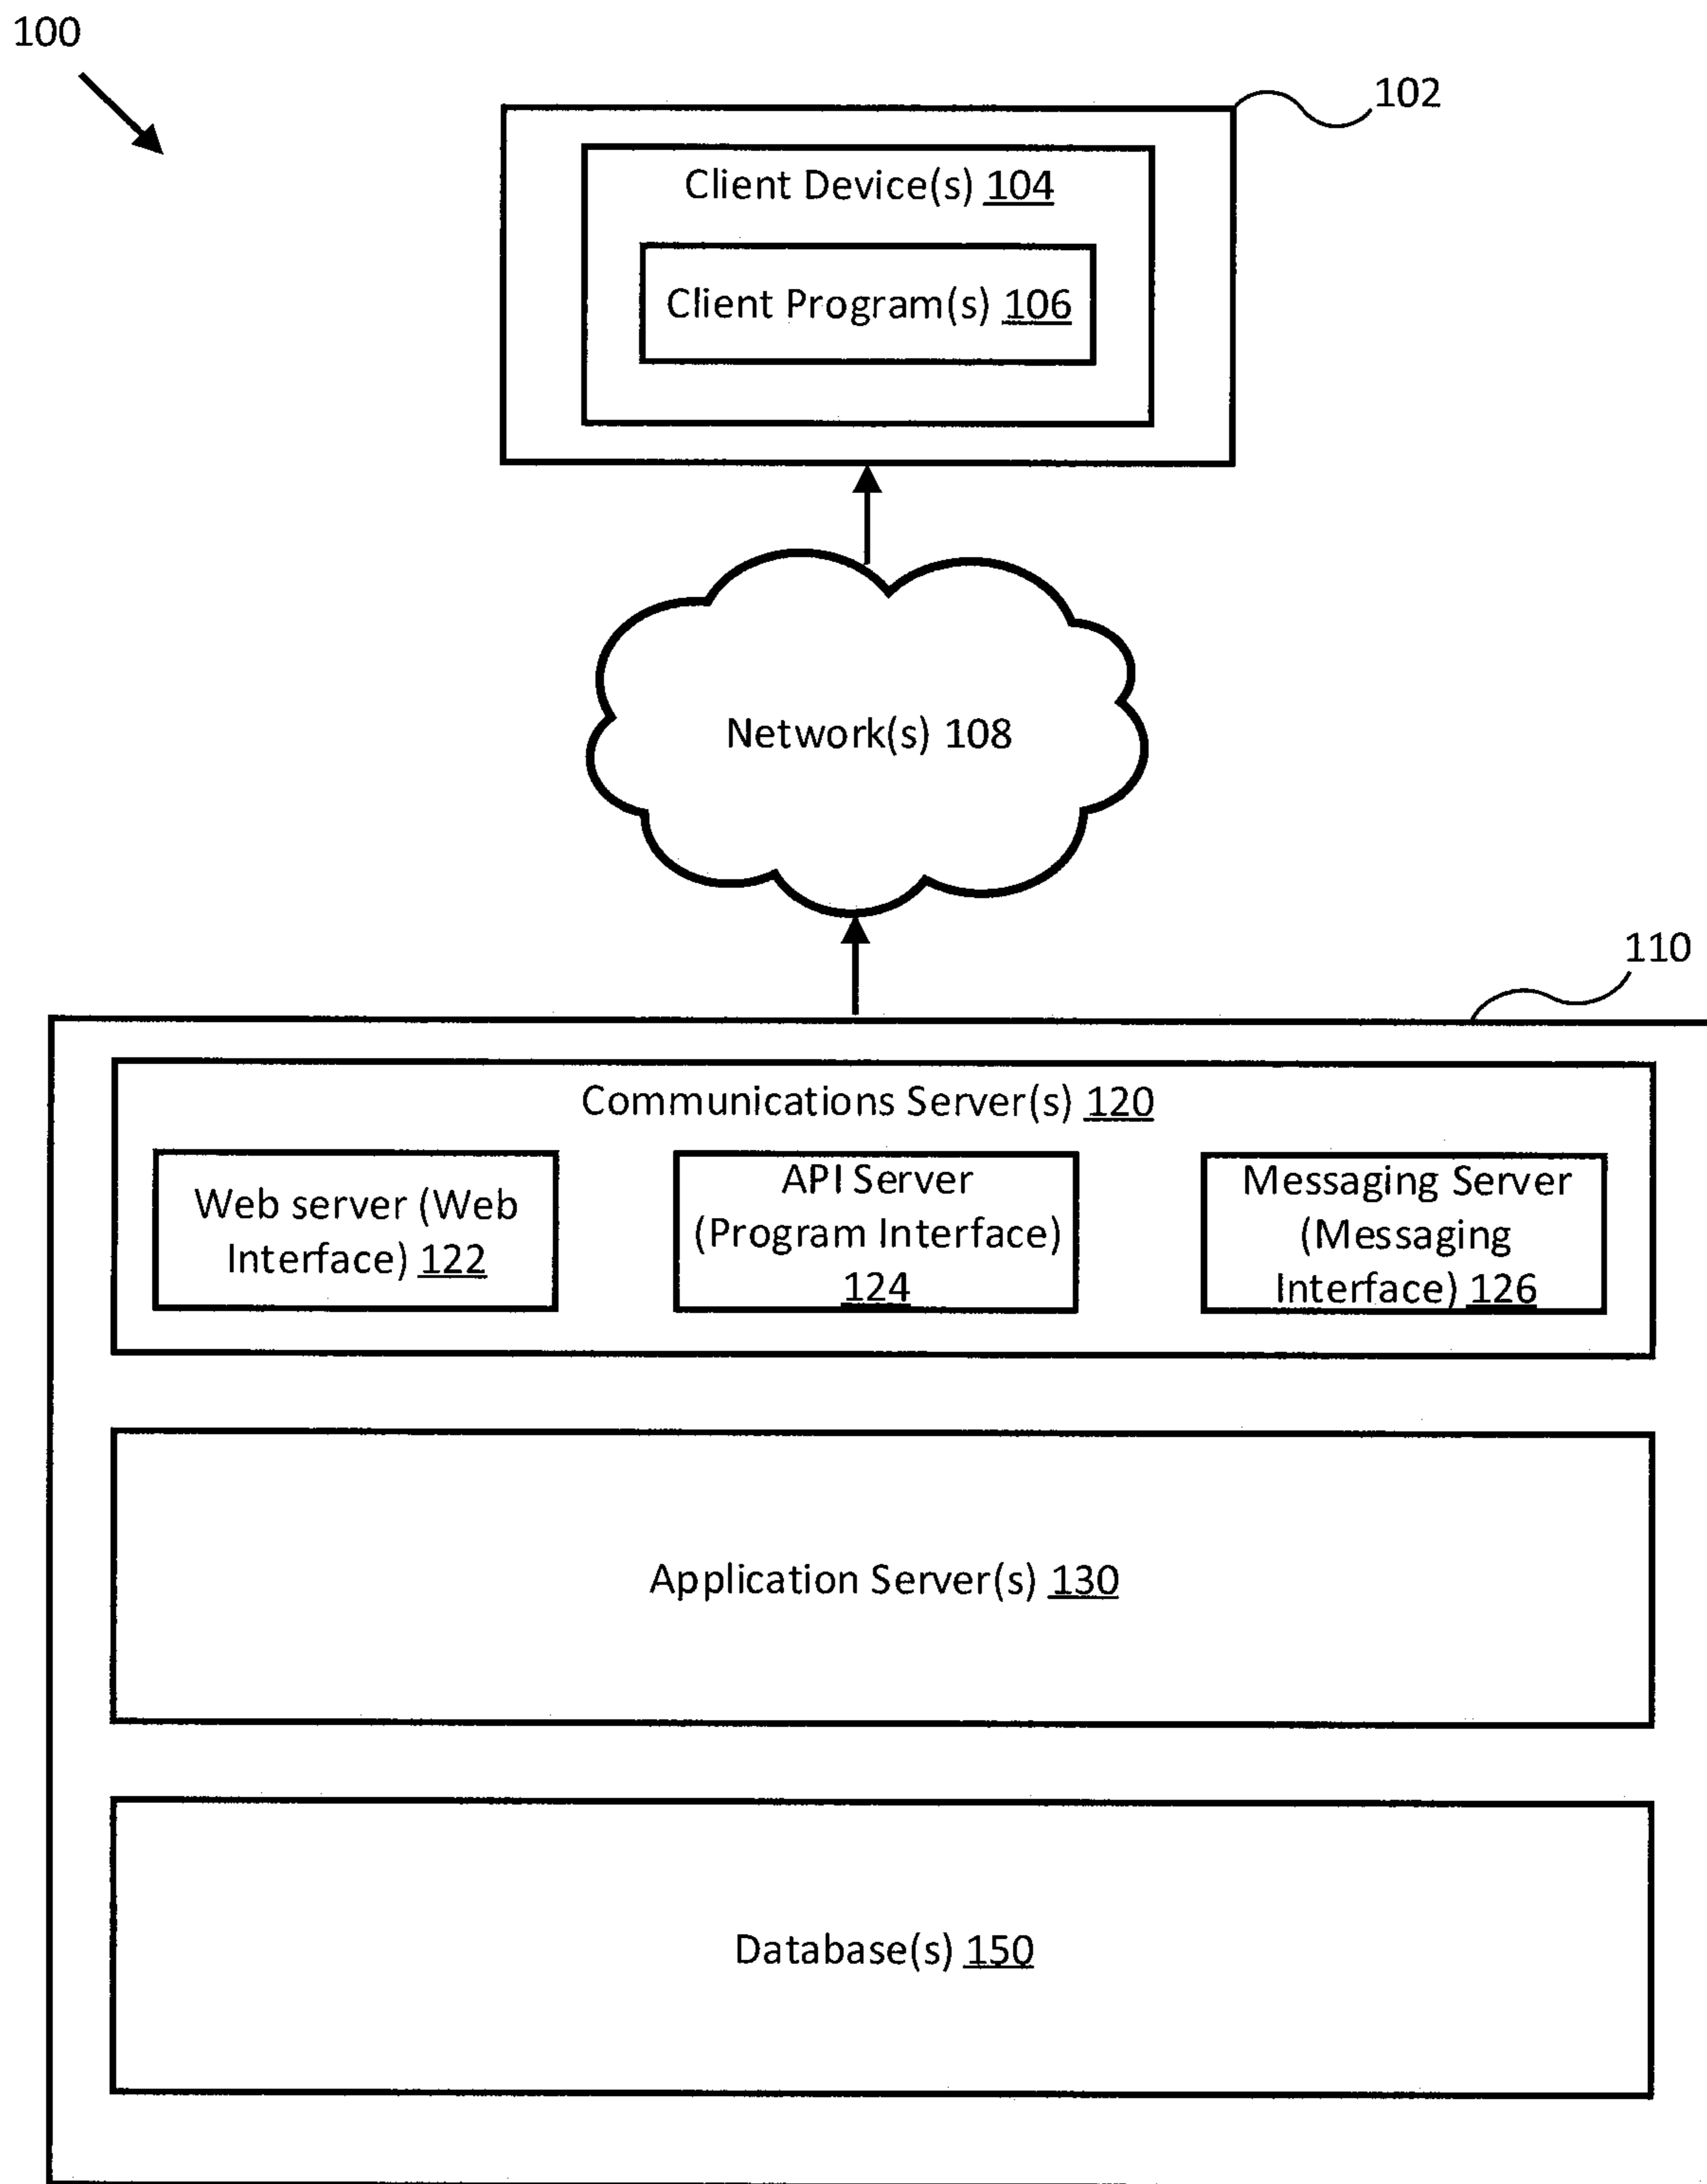 100
102
Client Device(s) 104
Client Program(s) 106
Network(s) 108
110
Communications Server(s) 120
Web server (Web
Interface) 122
API Server
(Program Interface)
124
Messaging Server
(Messaging
Interface) 126
Application Server(s) 130
Database(s) 150